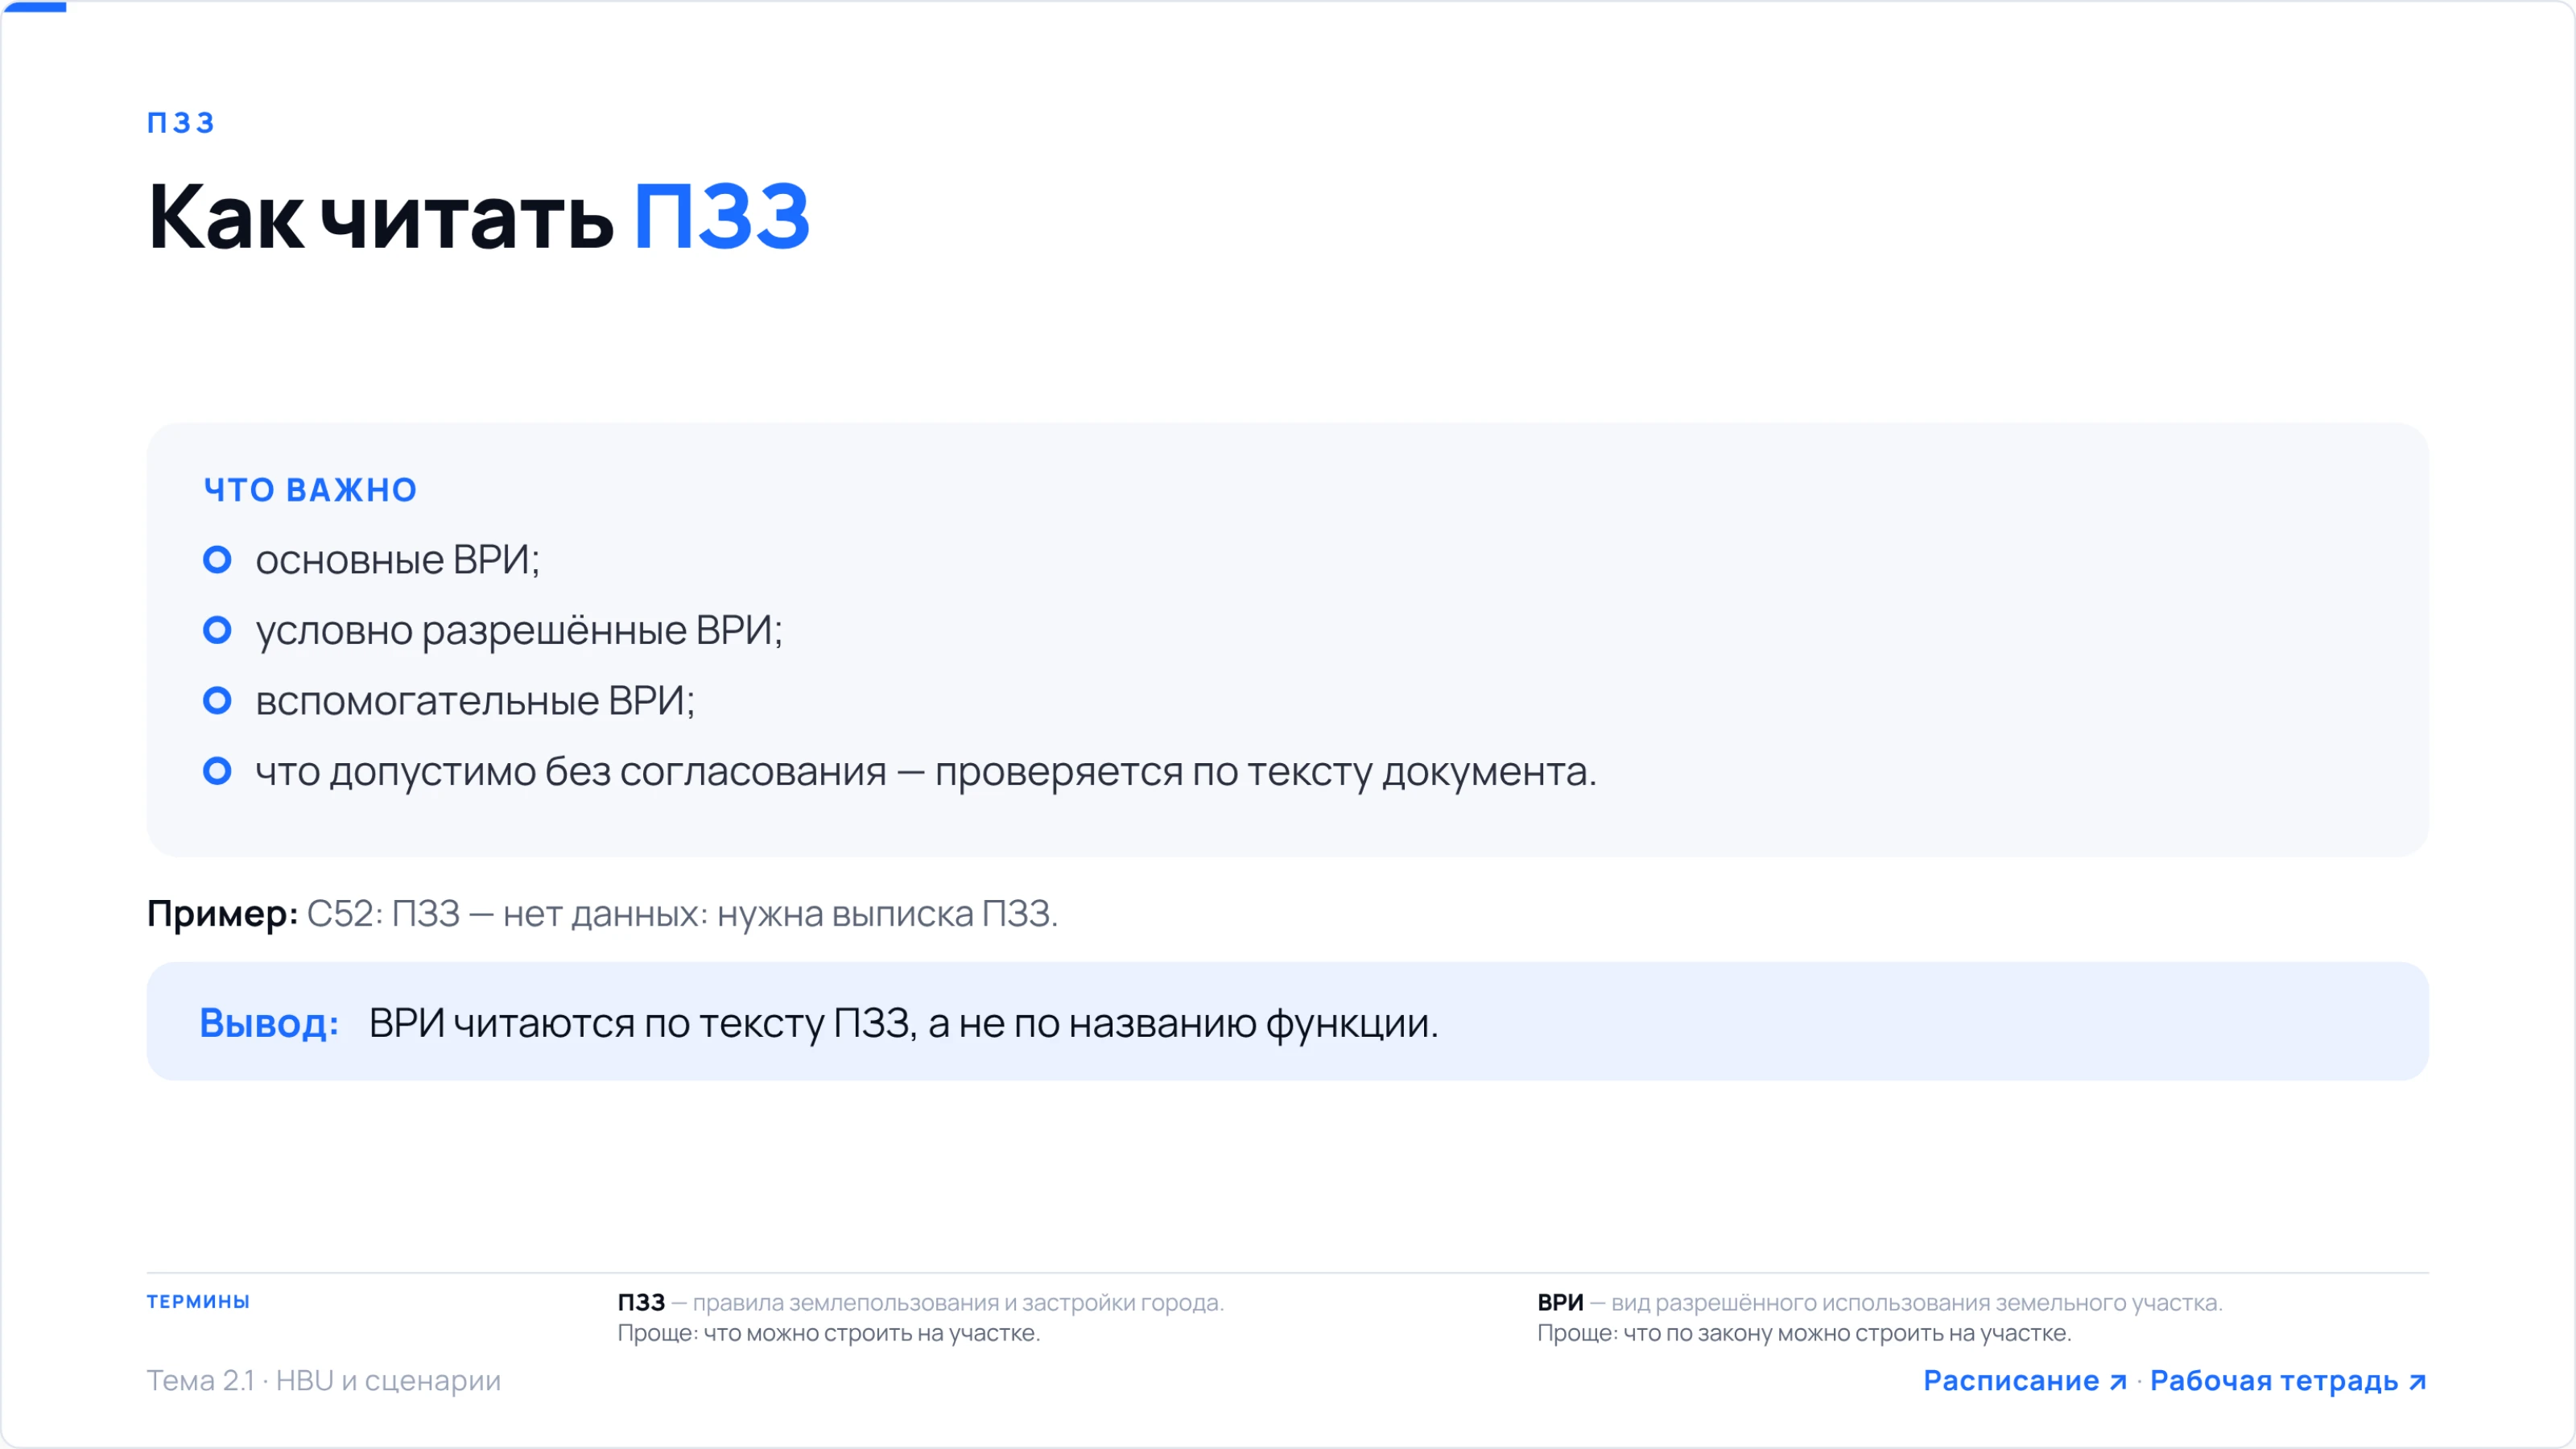 ПЗЗ
Как читать ПЗЗ
ЧТО ВАЖНО
основные ВРИ;
условно разрешённые ВРИ;
вспомогательные ВРИ;
что допустимо без согласования — проверяется по тексту документа.
Пример: С52: ПЗЗ — нет данных: нужна выписка ПЗЗ.
Вывод: ВРИ читаются по тексту ПЗЗ, а не по названию функции.
ТЕРМИНЫ
ПЗЗ — правила землепользования и застройки города.
Проще: что можно строить на участке.
ВРИ — вид разрешённого использования земельного участка.
Проще: что по закону можно строить на участке.
Тема 2.1 · HBU и сценарии
Расписание ↗ · Рабочая тетрадь ↗